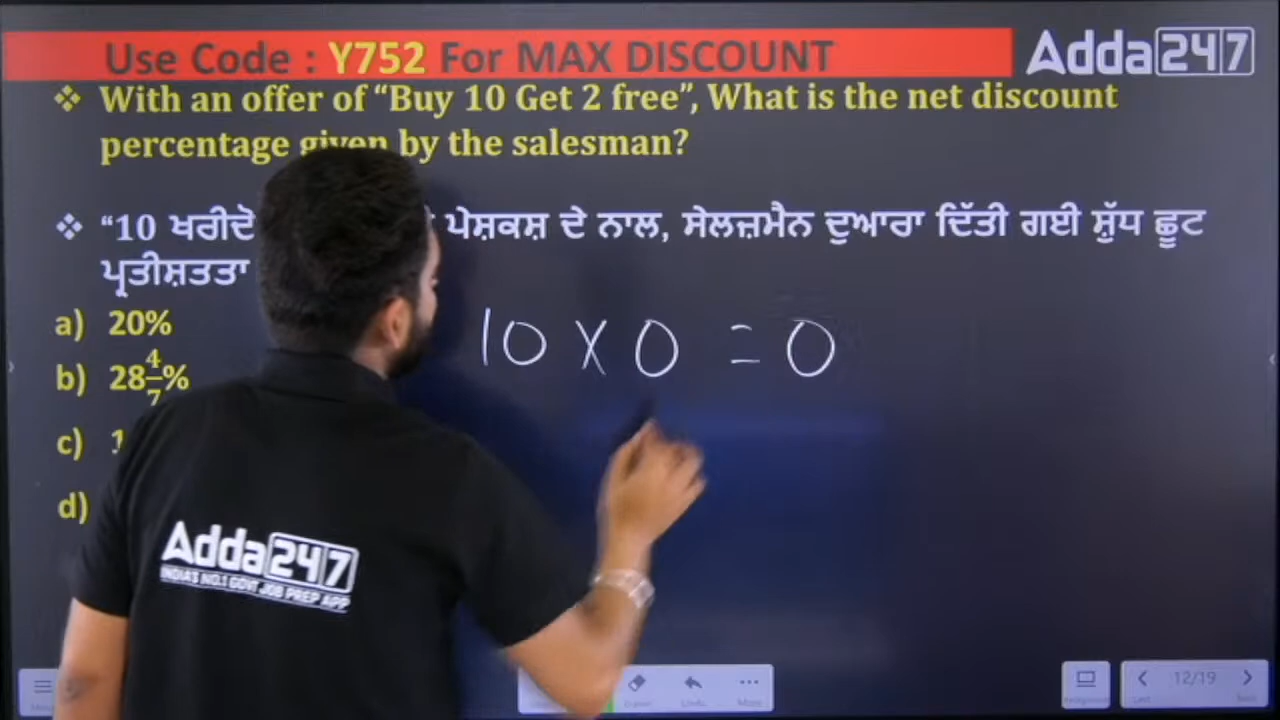 Use Code : Y752 For MAX DISCOUNT
Adda247
❖ With an offer of “Buy 10 Get 2 free”, What is the net discount
percentage given by the salesman?
❖ “10 ਖਰੀਦੋ ਪੇਸ਼ਕਸ਼ ਦੇ ਨਾਲ, ਸੇਲਜ਼ਮੈਨ ਦੁਆਰਾ ਦਿੱਤੀ ਗਈ ਸ਼ੁੱਧ ਛੂਟ
ਪ੍ਰਤੀਸ਼ਤਤਾ
10 X 0 = 0
a) 20%
b) 28 4/7%
c)
d)
Adda247
INDIA'S NO.1 GOVT JOB PREP APP
12/19